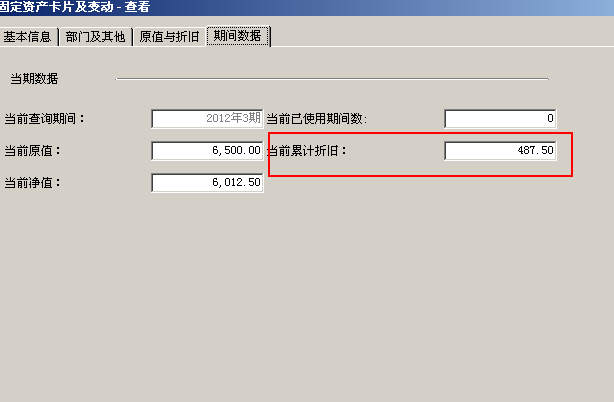 固定资产卡片及变动 - 查看
基本信息 部门及其他 原值与折旧 期间数据
当期数据
当前查询期间： 2012年3期 当前已使用期间数: 0
当前原值： 6,500.00 当前累计折旧： 487.50
当前净值： 6,012.50